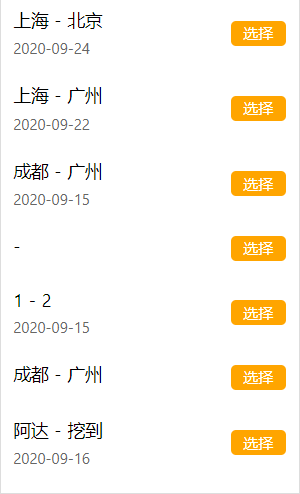 上海 - 北京
选择
2020-09-24
上海 - 广州
选择
2020-09-22
成都 - 广州
选择
2020-09-15
-
选择
1 - 2
选择
2020-09-15
成都 - 广州
选择
阿达 - 挖到
选择
2020-09-16